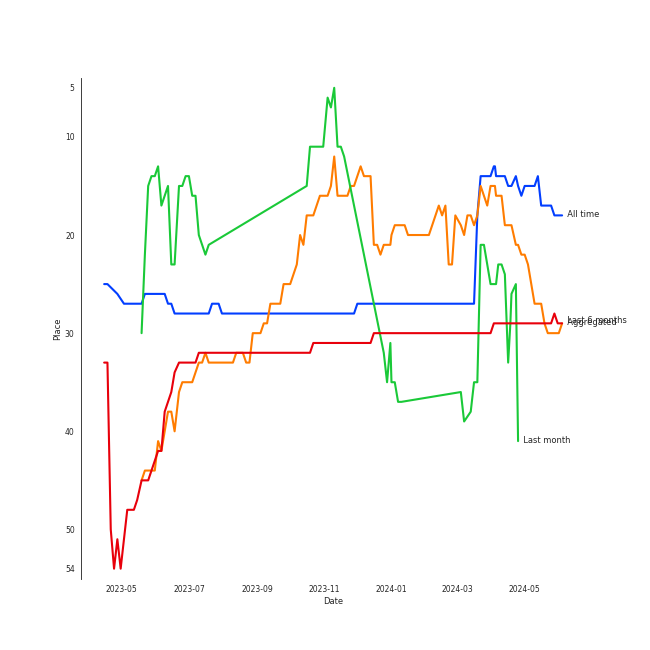 5
10
20
30
40
50
54
Place
2023-05
2023-07
2023-09
2023-11
2024-01
2024-03
2024-05
Date
All time
Last 6 months
Aggregated
Last month